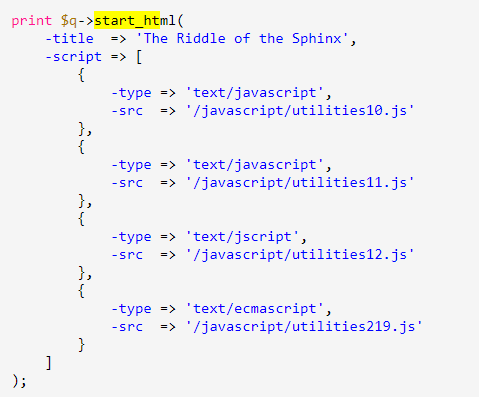 print $q->start_html(
    -title  => 'The Riddle of the Sphinx',
    -script => [
        {
            -type => 'text/javascript',
            -src  => '/javascript/utilities10.js'
        },
        {
            -type => 'text/javascript',
            -src  => '/javascript/utilities11.js'
        },
        {
            -type => 'text/jscript',
            -src  => '/javascript/utilities12.js'
        },
        {
            -type => 'text/ecmascript',
            -src  => '/javascript/utilities219.js'
        }
    ]
);